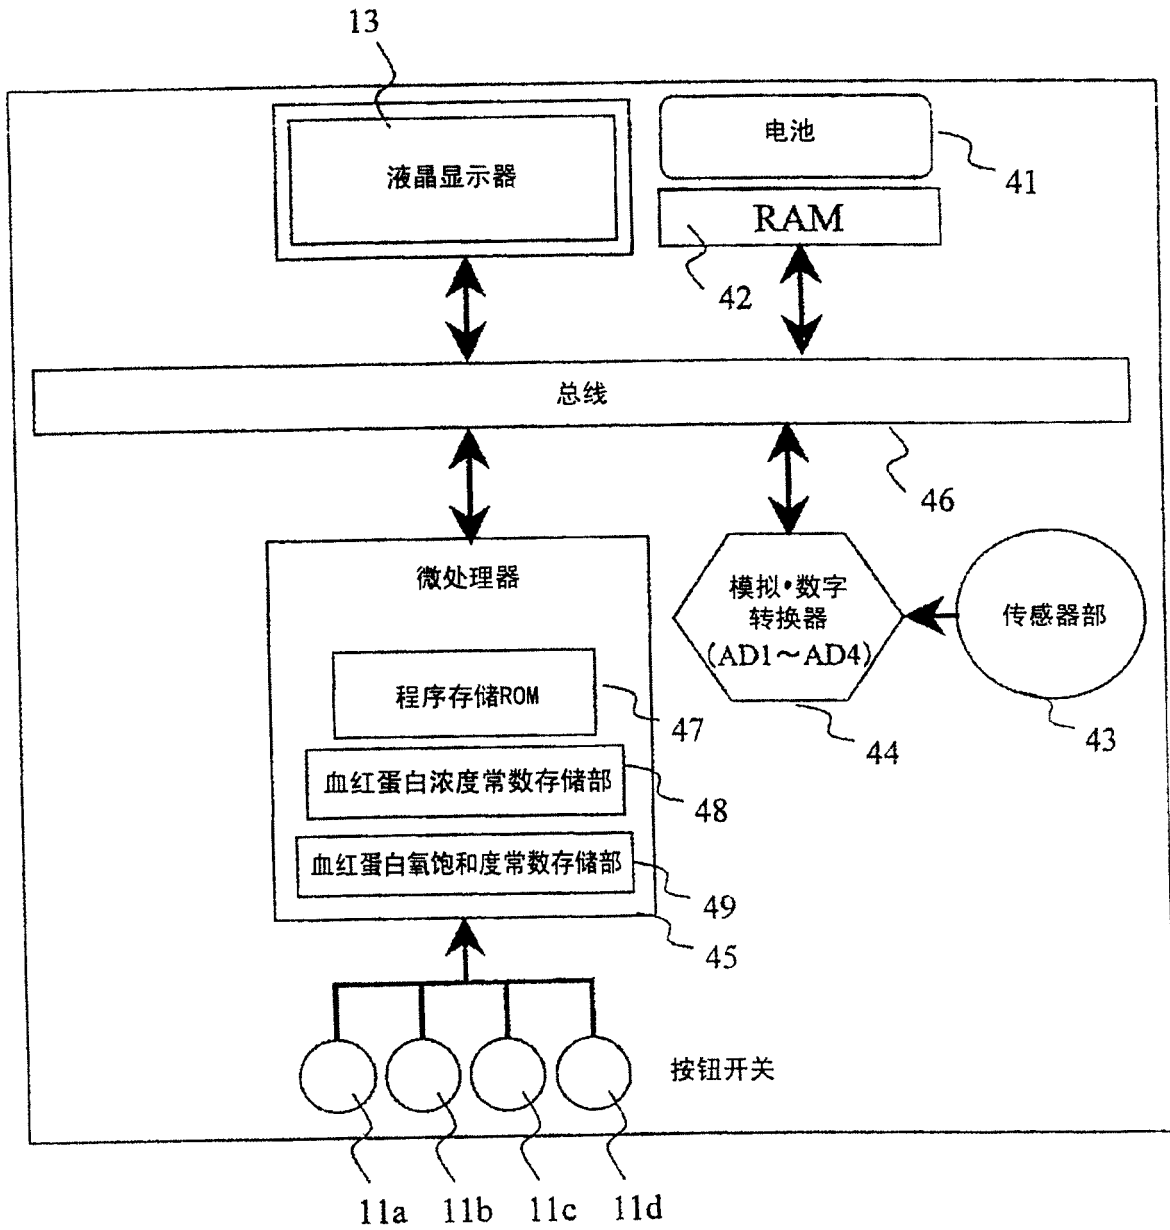 13
液晶显示器
电池
41
RAM
42
总线
46
微处理器
模拟•数字
转换器
(AD1～AD4)
传感器部
程序存储ROM
47
44
43
血红蛋白浓度常数存储部
48
血红蛋白氧饱和度常数存储部
49
45
按钮开关
11a
11b
11c
11d